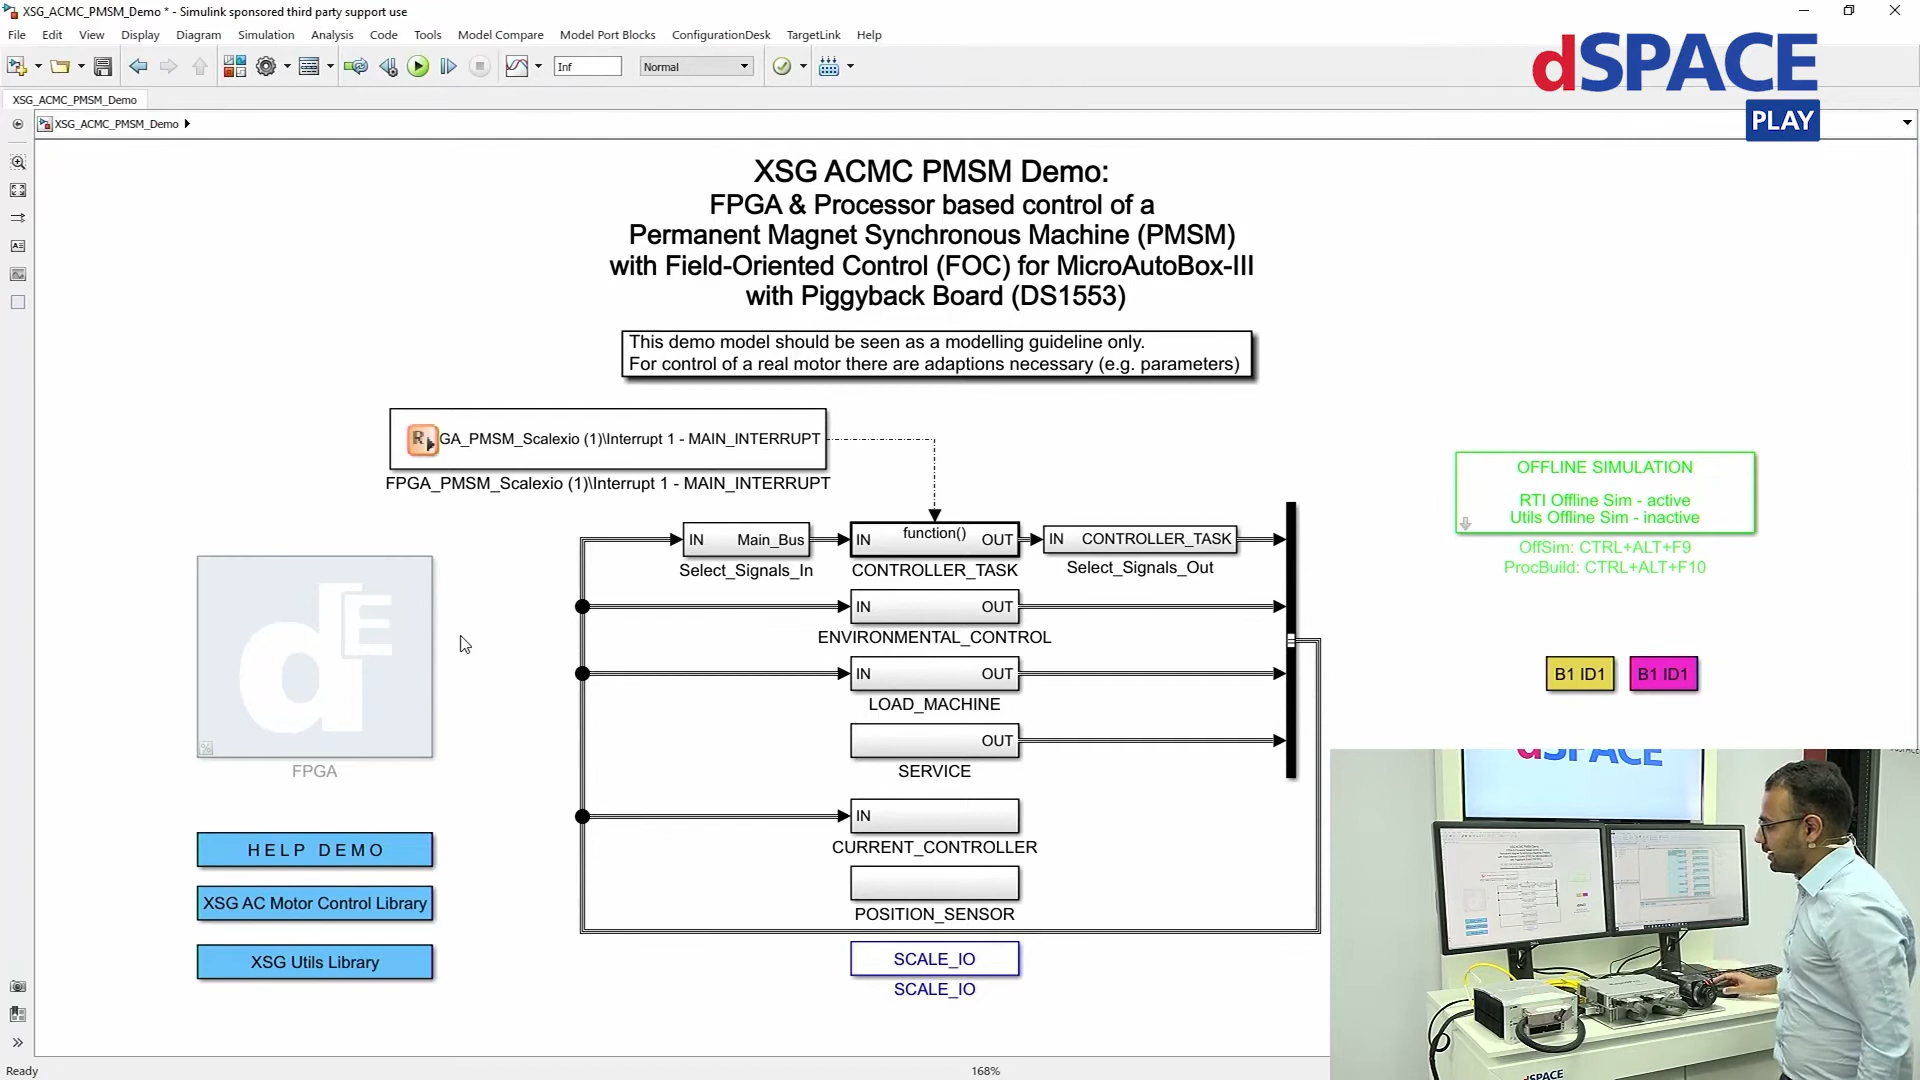 XSG_ACMC_PMSM_Demo * - Simulink sponsored third party support use
File Edit View Display Diagram Simulation Analysis Code Tools Model Compare Model Port Blocks ConfigurationDesk TargetLink Help
Inf
Normal
dSPACE
PLAY
XSG_ACMC_PMSM_Demo
XSG_ACMC_PMSM_Demo
XSG ACMC PMSM Demo:
FPGA & Processor based control of a
Permanent Magnet Synchronous Machine (PMSM)
with Field-Oriented Control (FOC) for MicroAutoBox-III
with Piggyback Board (DS1553)
This demo model should be seen as a modelling guideline only.
For control of a real motor there are adaptions necessary (e.g. parameters)
R GA_PMSM_Scalexio (1)\Interrupt 1 - MAIN_INTERRUPT
FPGA_PMSM_Scalexio (1)\Interrupt 1 - MAIN_INTERRUPT
OFFLINE SIMULATION
RTI Offline Sim - active
Utils Offline Sim - inactive
OffSim: CTRL+ALT+F9
ProcBuild: CTRL+ALT+F10
IN Main_Bus
Select_Signals_In
function()
IN OUT
CONTROLLER_TASK
IN CONTROLLER_TASK
Select_Signals_Out
IN OUT
ENVIRONMENTAL_CONTROL
IN OUT
LOAD_MACHINE
OUT
SERVICE
IN
CURRENT_CONTROLLER
POSITION_SENSOR
SCALE_IO
SCALE_IO
B1 ID1
B1 ID1
dE
FPGA
HELP DEMO
XSG AC Motor Control Library
XSG Utils Library
dSPACE
dSPACE
Ready
168%